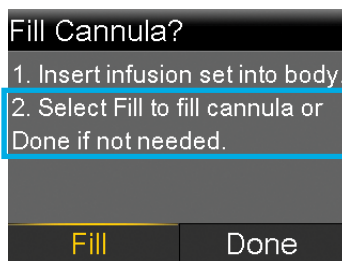 Fill Cannula?
1. Insert infusion set into body.
2. Select Fill to fill cannula or
Done if not needed.
Fill
Done